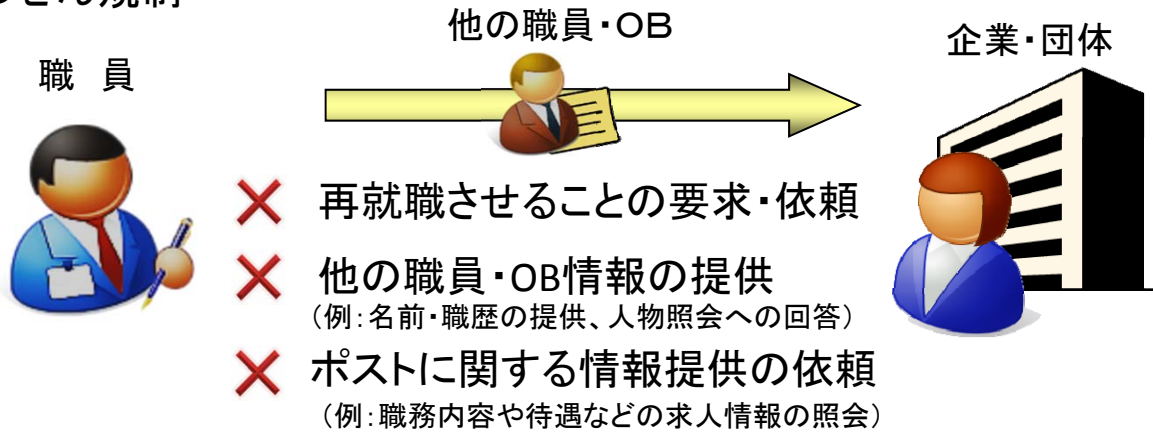 規制
他の職員・OB
企業・団体
職 員
再就職させることの要求・依頼
他の職員・OB情報の提供
（例：名前・職歴の提供、人物照会への回答）
ポストに関する情報提供の依頼
（例：職務内容や待遇などの求人情報の照会）